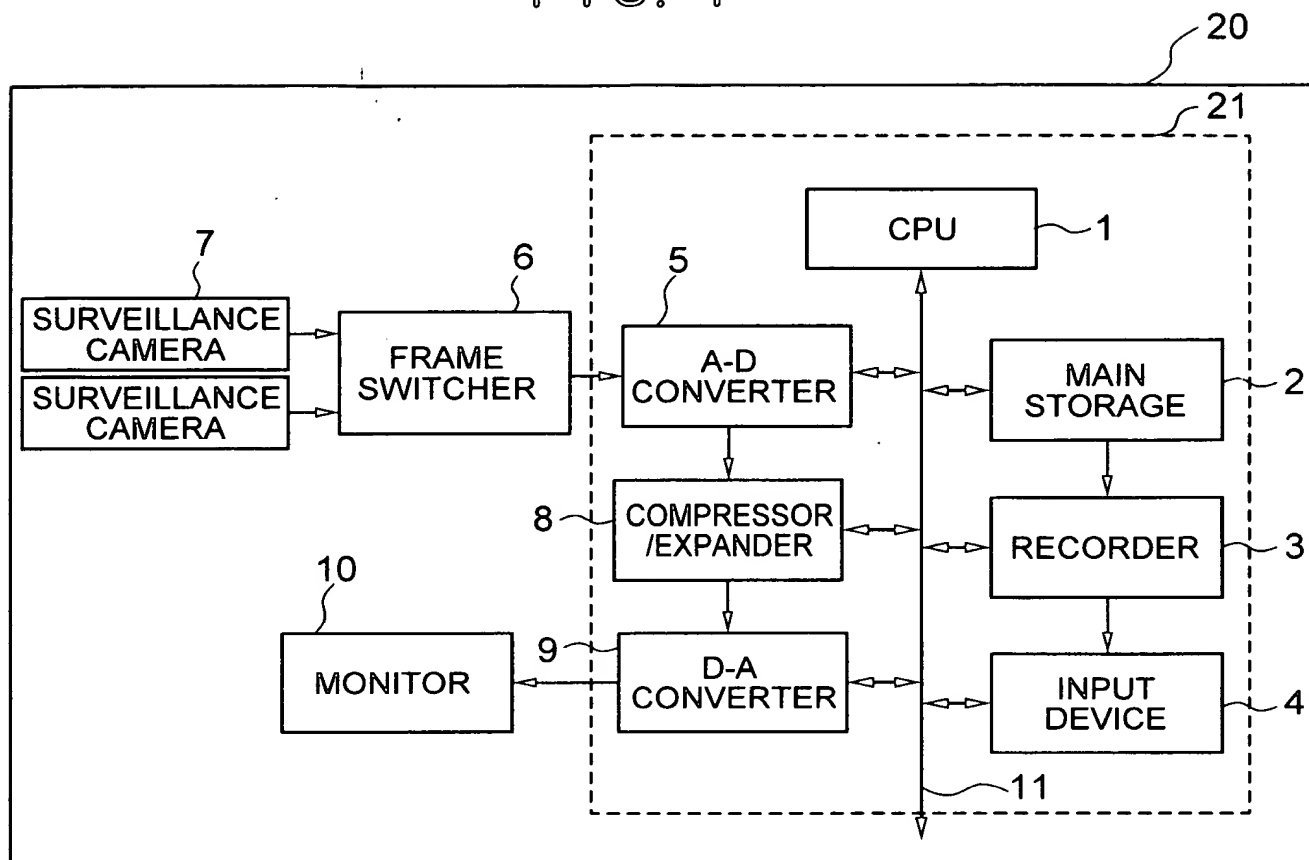 20
21
CPU
1
7
6
5
SURVEILLANCE
CAMERA
FRAME
SWITCHER
A-D
CONVERTER
MAIN
STORAGE
2
SURVEILLANCE
CAMERA
8
COMPRESSOR
/EXPANDER
RECORDER
3
10
MONITOR
9
D-A
CONVERTER
INPUT
DEVICE
4
11